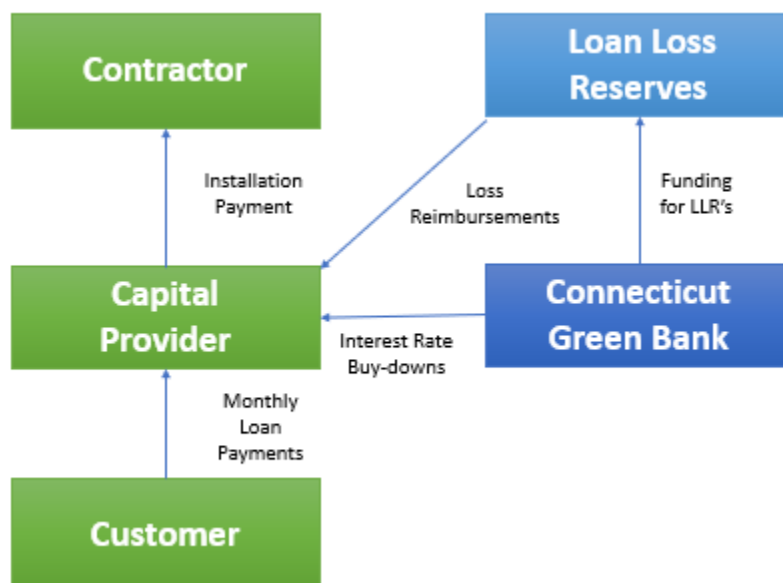 Contractor
Loan Loss
Reserves
Installation
Payment
Loss
Reimbursements
Funding
for LLR's
Capital
Provider
Connecticut
Green Bank
Interest Rate
Buy-downs
Monthly
Loan
Payments
Customer